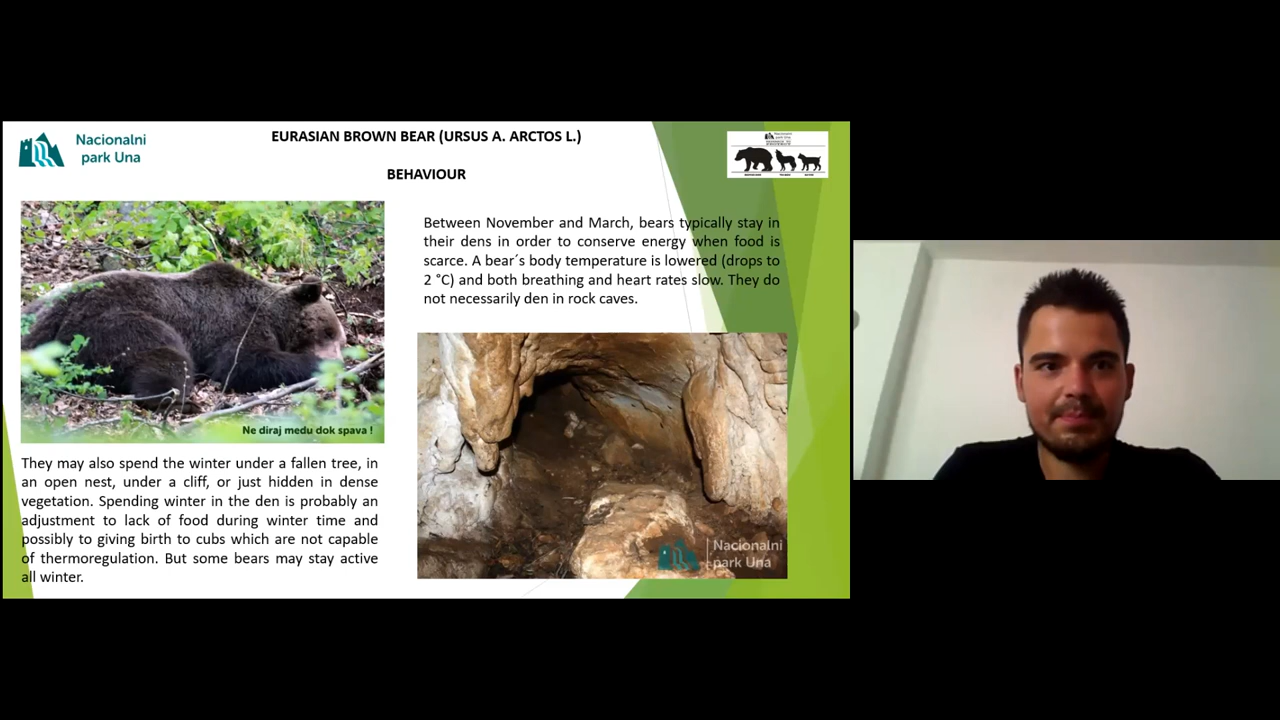 Nacionalni
park Una
EURASIAN BROWN BEAR (URSUS A. ARCTOS L.)
BEHAVIOUR
Nacionalni
park Una
Between November and March, bears typically stay in
their dens in order to conserve energy when food is
scarce. A bear´s body temperature is lowered (drops to
2 °C) and both breathing and heart rates slow. They do
not necessarily den in rock caves.
Ne diraj medu dok spava !
They may also spend the winter under a fallen tree, in
an open nest, under a cliff, or just hidden in dense
vegetation. Spending winter in the den is probably an
adjustment to lack of food during winter time and
possibly to giving birth to cubs which are not capable
of thermoregulation. But some bears may stay active
all winter.
Nacionalni
park Una